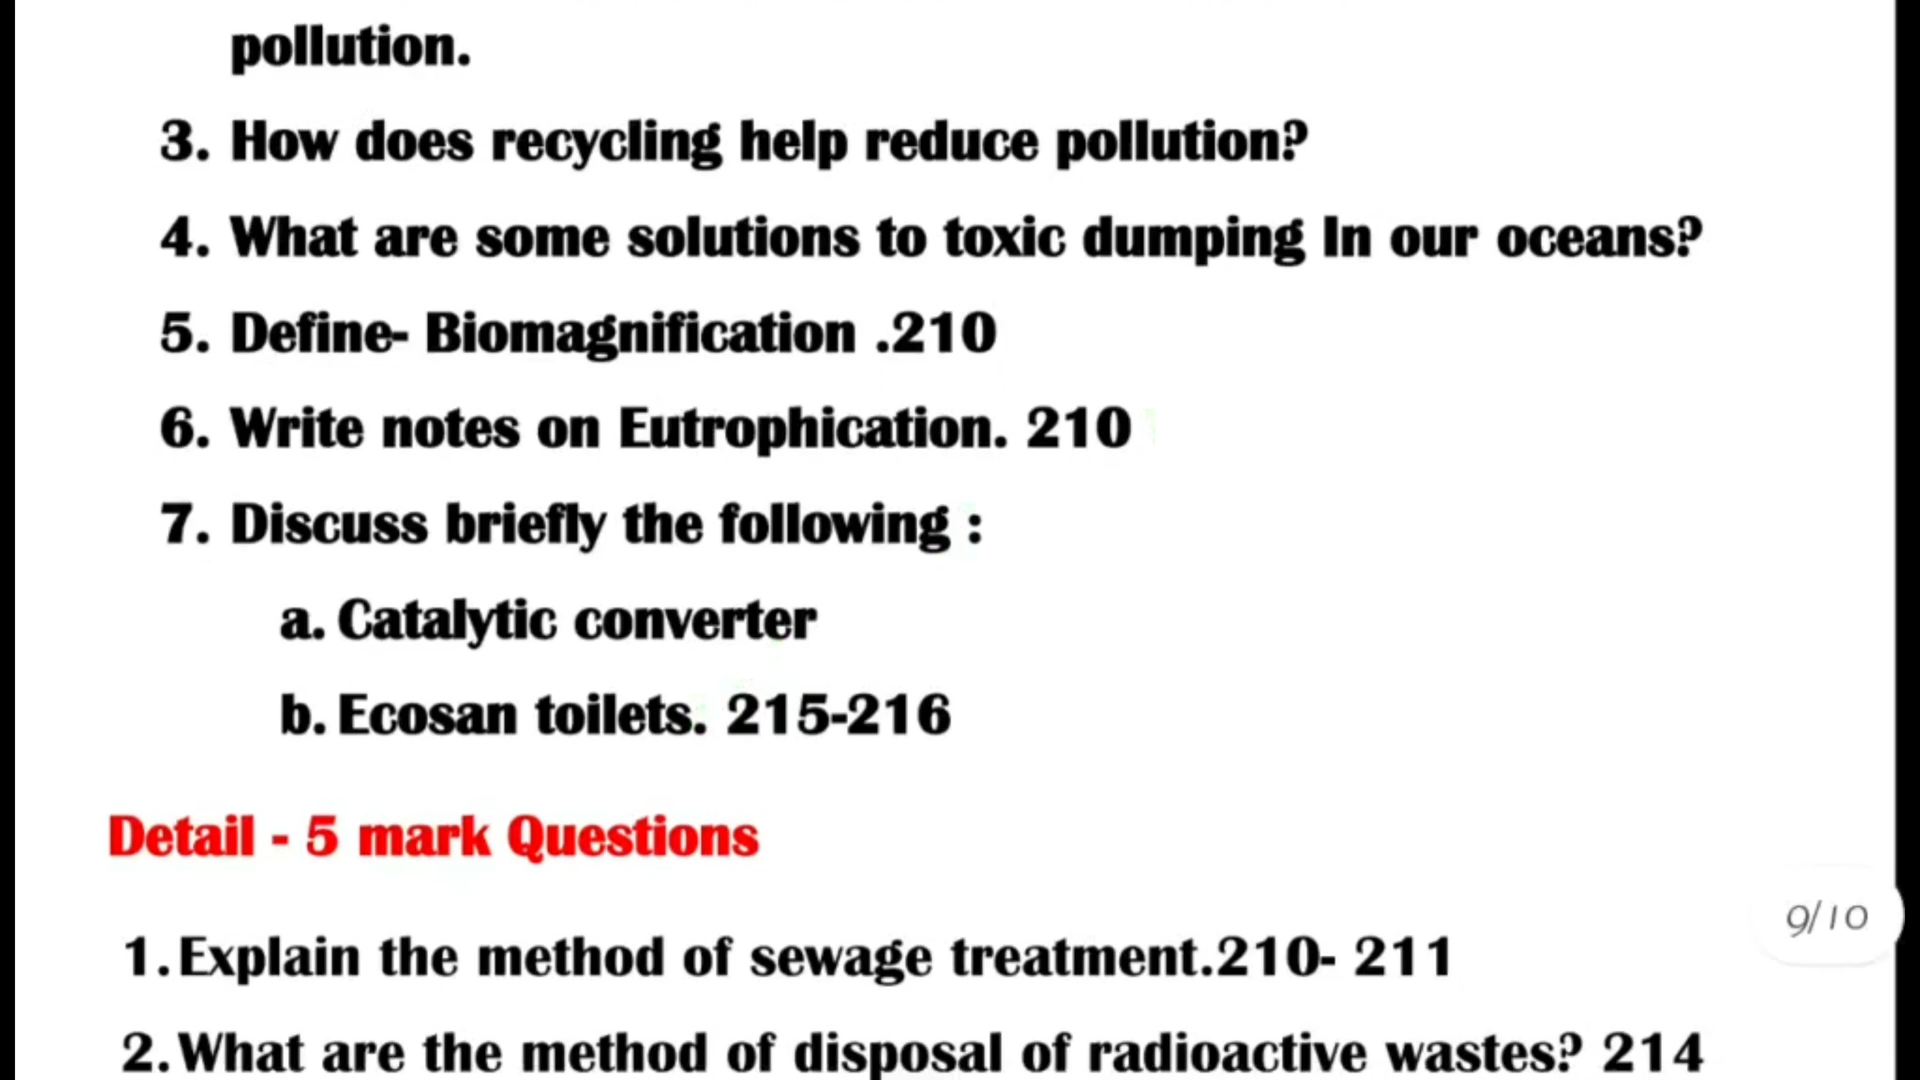 pollution.
3. How does recycling help reduce pollution?
4. What are some solutions to toxic dumping In our oceans?
5. Define- Biomagnification .210
6. Write notes on Eutrophication. 210
7. Discuss briefly the following :
a. Catalytic converter
b. Ecosan toilets. 215-216
Detail - 5 mark Questions
9/10
1. Explain the method of sewage treatment.210- 211
2. What are the method of disposal of radioactive wastes? 214